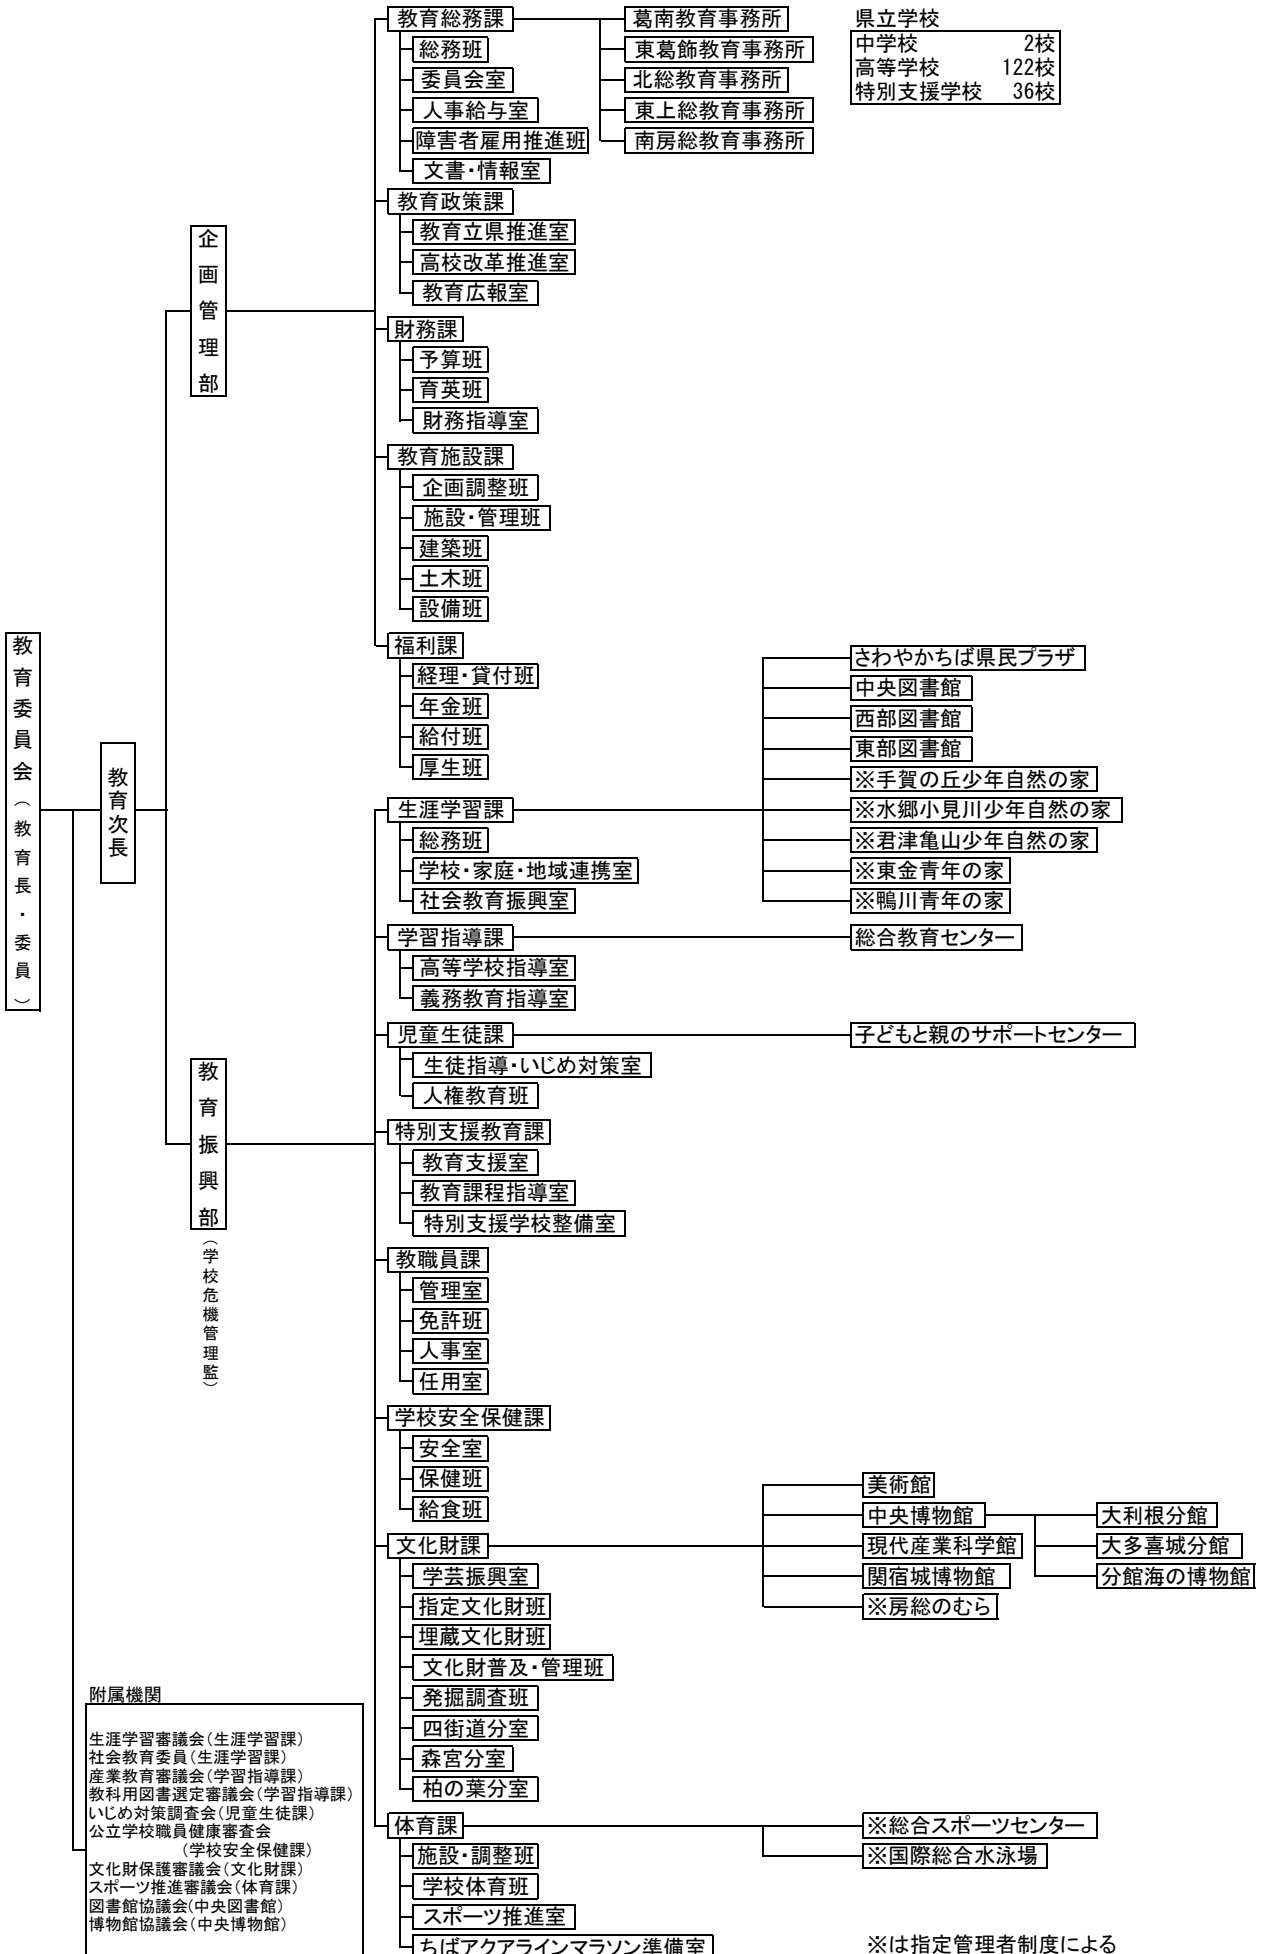 教育委員会（教育長・委員）
教育次長
企画管理部
教育総務課
総務班
委員会室
人事給与室
障害者雇用推進班
文書・情報室
葛南教育事務所
東葛飾教育事務所
北総教育事務所
東上総教育事務所
南房総教育事務所
県立学校
中学校 2校
高等学校 122校
特別支援学校 36校
教育政策課
教育立県推進室
高校改革推進室
教育広報室
財務課
予算班
育英班
財務指導室
教育施設課
企画調整班
施設・管理班
建築班
土木班
設備班
福利課
経理・貸付班
年金班
給付班
厚生班
教育振興部
（学校危機管理監）
生涯学習課
総務班
学校・家庭・地域連携室
社会教育振興室
さわやかちば県民プラザ
中央図書館
西部図書館
東部図書館
※手賀の丘少年自然の家
※水郷小見川少年自然の家
※君津亀山少年自然の家
※東金青年の家
※鴨川青年の家
学習指導課
高等学校指導室
義務教育指導室
総合教育センター
児童生徒課
生徒指導・いじめ対策室
人権教育班
子どもと親のサポートセンター
特別支援教育課
教育支援室
教育課程指導室
特別支援学校整備室
教職員課
管理室
免許班
人事室
任用室
学校安全保健課
安全室
保健班
給食班
文化財課
学芸振興室
指定文化財班
埋蔵文化財班
文化財普及・管理班
発掘調査班
四街道分室
森宮分室
柏の葉分室
美術館
中央博物館
現代産業科学館
関宿城博物館
※房総のむら
大利根分館
大多喜城分館
分館海の博物館
体育課
施設・調整班
学校体育班
スポーツ推進室
ちばアクアラインマラソン準備室
※総合スポーツセンター
※国際総合水泳場
附属機関
生涯学習審議会（生涯学習課）
社会教育委員（生涯学習課）
産業教育審議会（学習指導課）
教科用図書選定審議会（学習指導課）
いじめ対策調査会（児童生徒課）
公立学校職員健康審査会
（学校安全保健課）
文化財保護審議会（文化財課）
スポーツ推進審議会（体育課）
図書館協議会（中央図書館）
博物館協議会（中央博物館）
※は指定管理者制度による